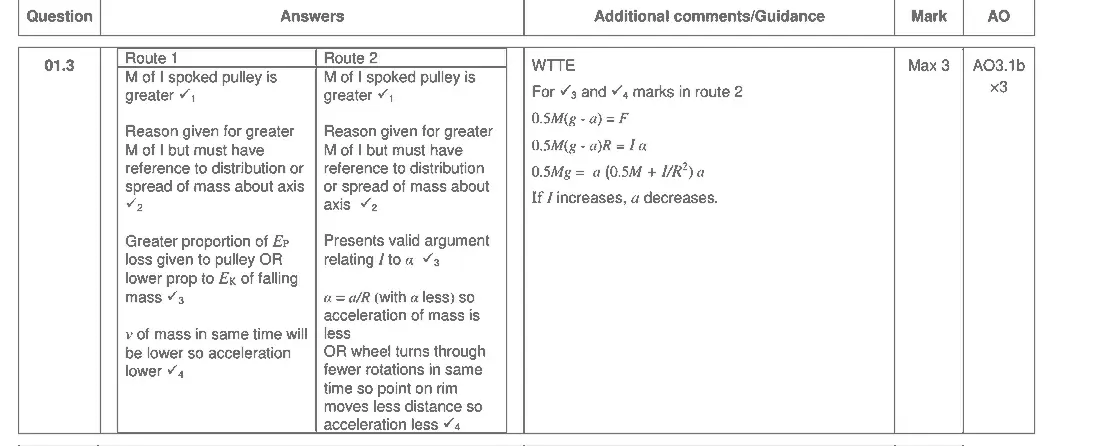 Question Answers Additional comments/Guidance Mark AO
01.3
Route 1
M of I spoked pulley is
greater ✓1
Reason given for greater
M of I but must have
reference to distribution or
spread of mass about axis
✓2
Greater proportion of EP
loss given to pulley OR
lower prop to EK of falling
mass ✓3
v of mass in same time will
be lower so acceleration
lower ✓4
Route 2
M of I spoked pulley is
greater ✓1
Reason given for greater
M of I but must have
reference to distribution
or spread of mass about
axis ✓2
Presents valid argument
relating I to α ✓3
α = a/R (with α less) so
acceleration of mass is
less
OR wheel turns through
fewer rotations in same
time so point on rim
moves less distance so
acceleration less ✓4
WTTE
For ✓3 and ✓4 marks in route 2
0.5M(g - a) = F
0.5M(g - a)R = I α
0.5Mg = a (0.5M + I/R²) a
If I increases, a decreases.
Max 3
AO3.1b
×3